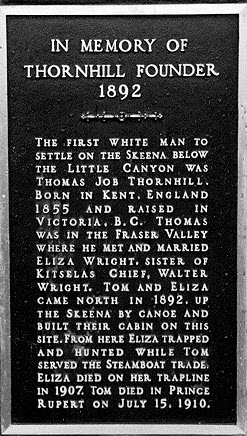 IN MEMORY OF
THORNHILL FOUNDER
1892
THE FIRST WHITE MAN TO
SETTLE ON THE SKEENA BELOW
THE LITTLE CANYON WAS
THOMAS JOB THORNHILL.
BORN IN KENT, ENGLAND
1855 AND RAISED IN
VICTORIA, B.C. THOMAS
WAS IN THE FRASER VALLEY
WHERE HE MET AND MARRIED
ELIZA WRIGHT, SISTER OF
KITSELAS CHIEF, WALTER
WRIGHT. TOM AND ELIZA
CAME NORTH IN 1892, UP
THE SKEENA BY CANOE AND
BUILT THEIR CABIN ON THIS
SITE. FROM HERE ELIZA TRAPPED
AND HUNTED WHILE TOM
SERVED THE STEAMBOAT TRADE.
ELIZA DIED ON HER TRAPLINE
IN 1907. TOM DIED IN PRINCE
RUPERT ON JULY 15, 1910.